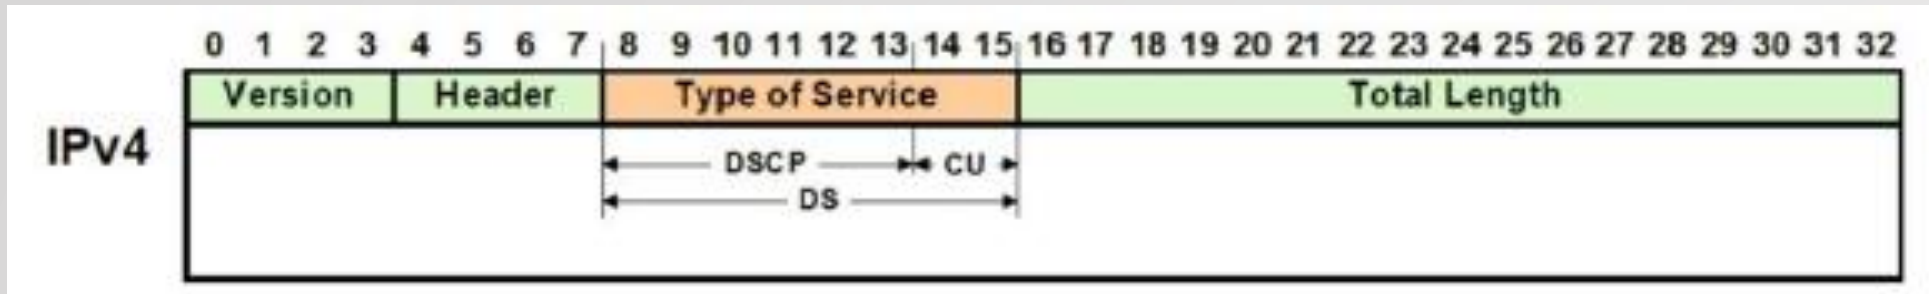 0 1 2 3 4 5 6 7 8 9 10 11 12 13 14 15 16 17 18 19 20 21 22 23 24 25 26 27 28 29 30 31 32
Version Header Type of Service Total Length
IPv4
DSCP CU
DS